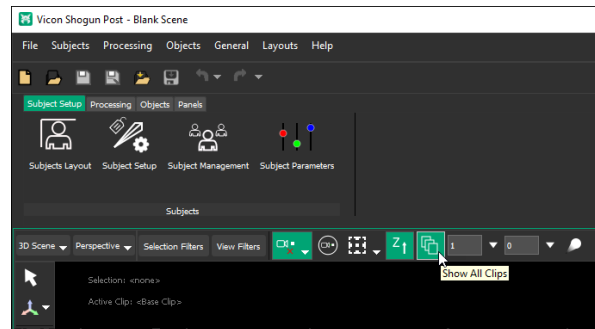 Vicon Shogun Post - Blank Scene
File Subjects Processing Objects General Layouts Help
Subject Setup Processing Objects Panels
Subjects Layout Subject Setup Subject Management Subject Parameters
Subjects
3D Scene Perspective Selection Filters View Filters Z 1 0
Show All Clips
Selection: <none>
Active Clip: <Base Clip>